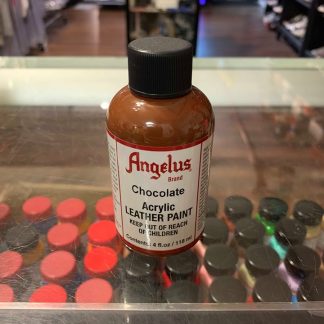 Angelus
Brand
Chocolate
Acrylic
LEATHER PAINT
KEEP OUT OF REACH
OF CHILDREN
Contents: 4 fl.oz / 118 ml